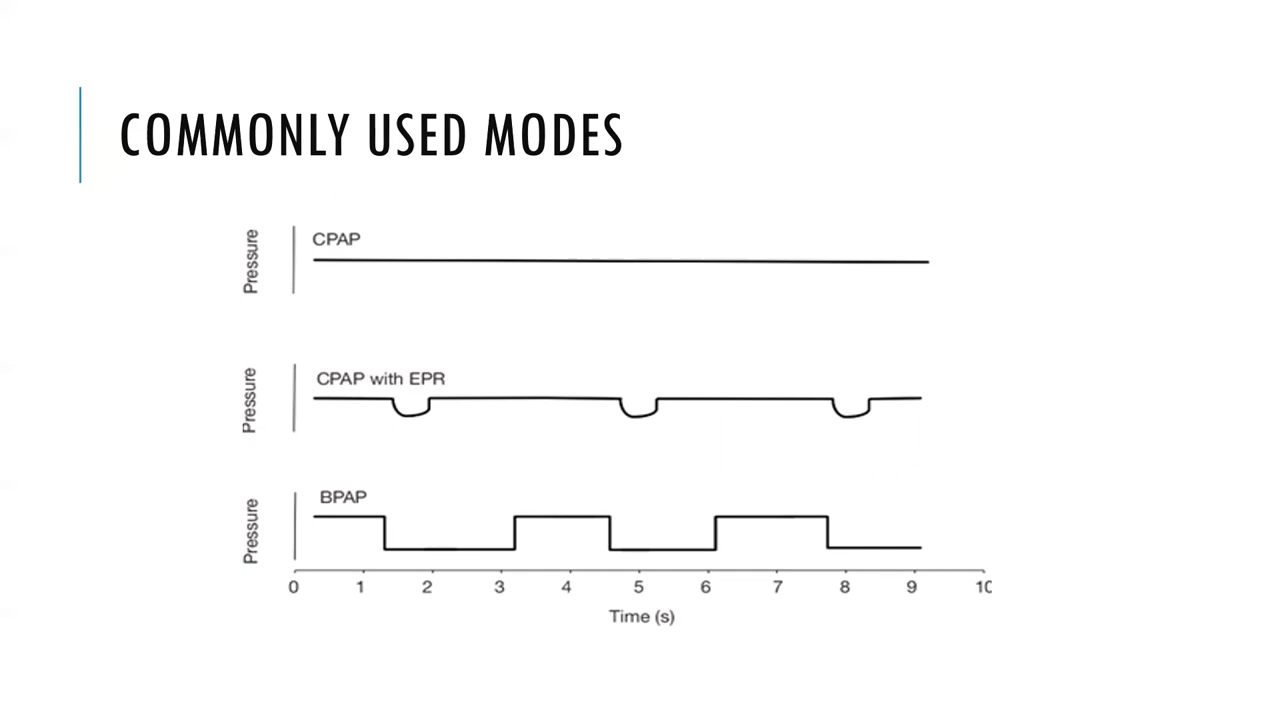 COMMONLY USED MODES
Pressure
CPAP
Pressure
CPAP with EPR
Pressure
BPAP
0 1 2 3 4 5 6 7 8 9 10
Time (s)